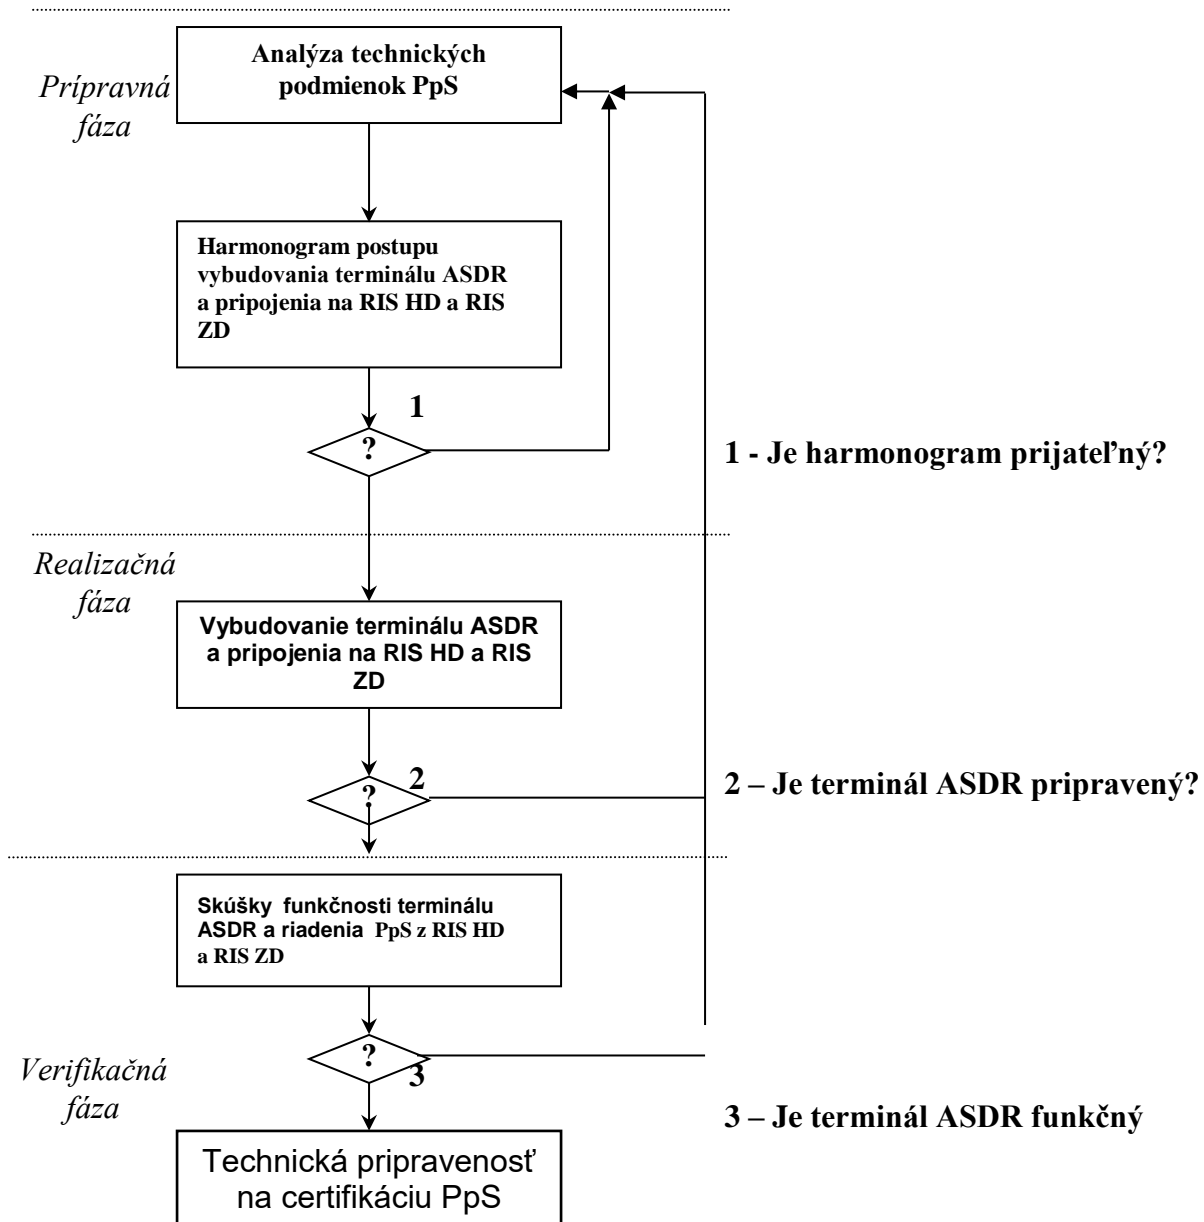 Analýza technických
podmienok PpS
Prípravná
fáza
Harmonogram postupu
vybudovania terminálu ASDR
a pripojenia na RIS HD a RIS
ZD
1
?
1 - Je harmonogram prijateľný?
Realizačná
fáza
Vybudovanie terminálu ASDR
a pripojenia na RIS HD a RIS
ZD
2
?
2 – Je terminál ASDR pripravený?
Skúšky funkčnosti terminálu
ASDR a riadenia PpS z RIS HD
a RIS ZD
?
3
Verifikačná
fáza
3 – Je terminál ASDR funkčný
Technická pripravenosť
na certifikáciu PpS